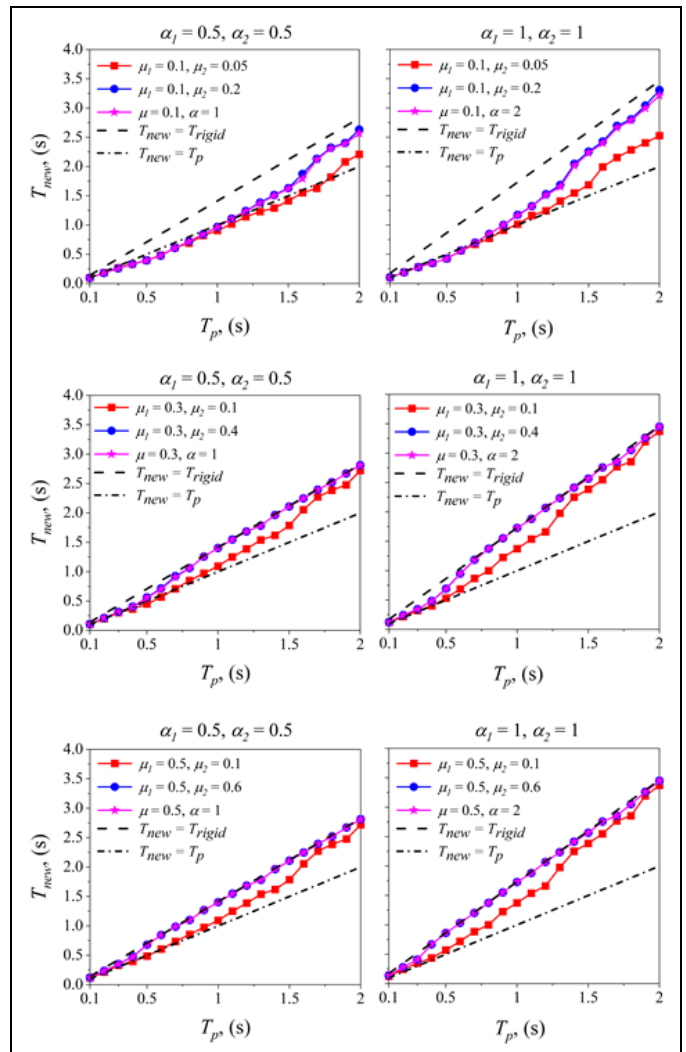 α1 = 0.5, α2 = 0.5
4.0
3.5
3.0
2.5
2.0
1.5
1.0
0.5
0.0
μ1 = 0.1, μ2 = 0.05
μ1 = 0.1, μ2 = 0.2
μ = 0.1, α = 1
Tnew = Trigid
Tnew = Tp
Tnew, (s)
0.1 0.5 1 1.5 2
Tp, (s)
α1 = 1, α2 = 1
μ1 = 0.1, μ2 = 0.05
μ1 = 0.1, μ2 = 0.2
μ = 0.1, α = 2
Tnew = Trigid
Tnew = Tp
0.1 0.5 1 1.5 2
Tp, (s)
α1 = 0.5, α2 = 0.5
4.0
3.5
3.0
2.5
2.0
1.5
1.0
0.5
0.0
μ1 = 0.3, μ2 = 0.1
μ1 = 0.3, μ2 = 0.4
μ = 0.3, α = 1
Tnew = Trigid
Tnew = Tp
Tnew, (s)
0.1 0.5 1 1.5 2
Tp, (s)
α1 = 1, α2 = 1
μ1 = 0.3, μ2 = 0.1
μ1 = 0.3, μ2 = 0.4
μ = 0.3, α = 2
Tnew = Trigid
Tnew = Tp
0.1 0.5 1 1.5 2
Tp, (s)
α1 = 0.5, α2 = 0.5
4.0
3.5
3.0
2.5
2.0
1.5
1.0
0.5
0.0
μ1 = 0.5, μ2 = 0.1
μ1 = 0.5, μ2 = 0.6
μ = 0.5, α = 1
Tnew = Trigid
Tnew = Tp
Tnew, (s)
0.1 0.5 1 1.5 2
Tp, (s)
α1 = 1, α2 = 1
μ1 = 0.5, μ2 = 0.1
μ1 = 0.5, μ2 = 0.6
μ = 0.5, α = 2
Tnew = Trigid
Tnew = Tp
0.1 0.5 1 1.5 2
Tp, (s)